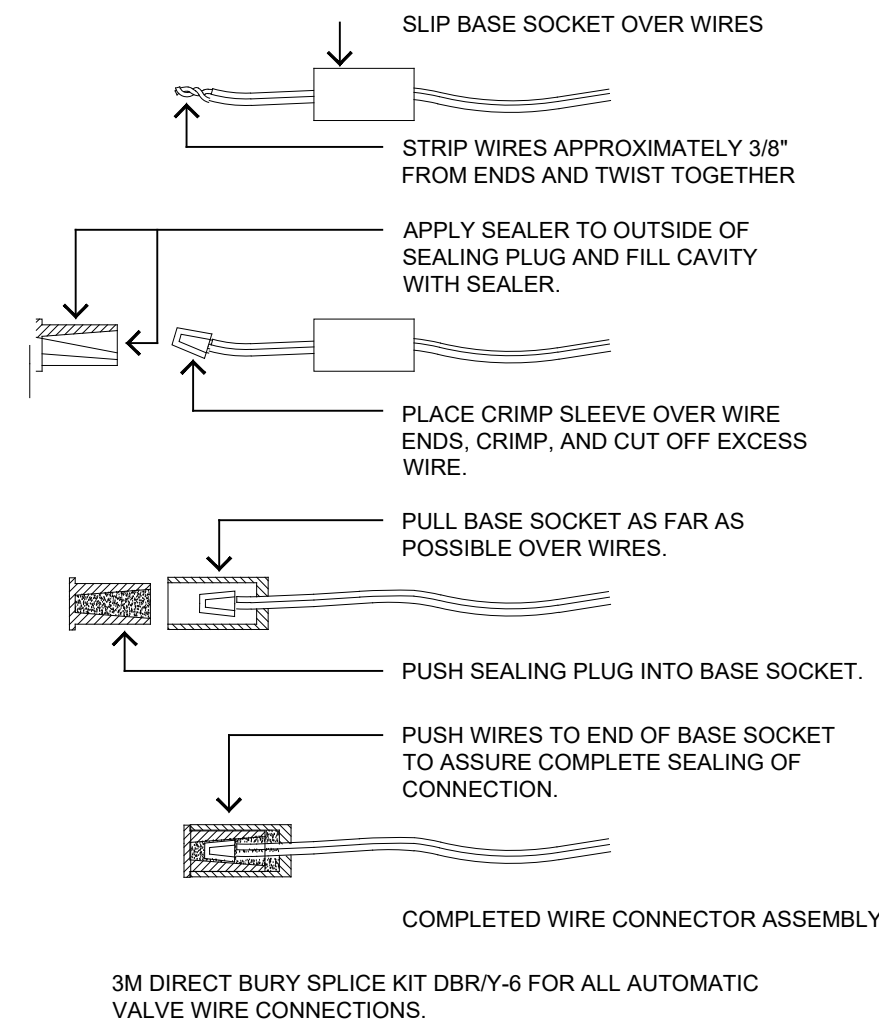 SLIP BASE SOCKET OVER WIRES
STRIP WIRES APPROXIMATELY 3/8"
FROM ENDS AND TWIST TOGETHER
APPLY SEALER TO OUTSIDE OF
SEALING PLUG AND FILL CAVITY
WITH SEALER.
PLACE CRIMP SLEEVE OVER WIRE
ENDS, CRIMP, AND CUT OFF EXCESS
WIRE.
PULL BASE SOCKET AS FAR AS
POSSIBLE OVER WIRES.
PUSH SEALING PLUG INTO BASE SOCKET.
PUSH WIRES TO END OF BASE SOCKET
TO ASSURE COMPLETE SEALING OF
CONNECTION.
COMPLETED WIRE CONNECTOR ASSEMBLY
3M DIRECT BURY SPLICE KIT DBR/Y-6 FOR ALL AUTOMATIC
VALVE WIRE CONNECTIONS.